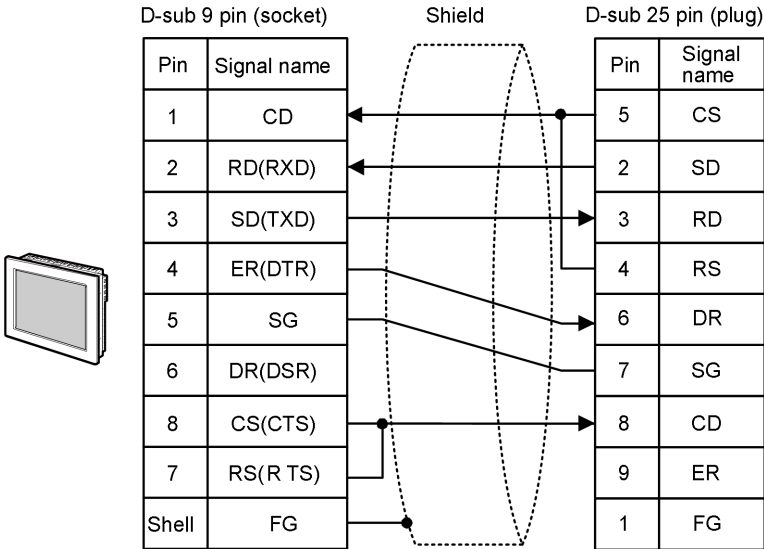 D-sub 9 pin (socket) Shield D-sub 25 pin (plug)
Pin Signal name Pin Signal
name
1 CD 5 CS
2 RD(RXD) 2 SD
3 SD(TXD) 3 RD
4 ER(DTR) 4 RS
5 SG 6 DR
6 DR(DSR) 7 SG
8 CS(CTS) 8 CD
7 RS(R TS) 9 ER
Shell FG 1 FG